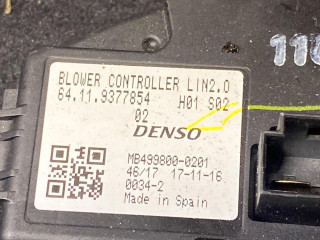 BLOWER CONTROLLER LIN2.0
64.11.9377854 H01 S02
02
DENSO
MB499800-0201
46/17 17-11-16
0034-2
Made in Spain